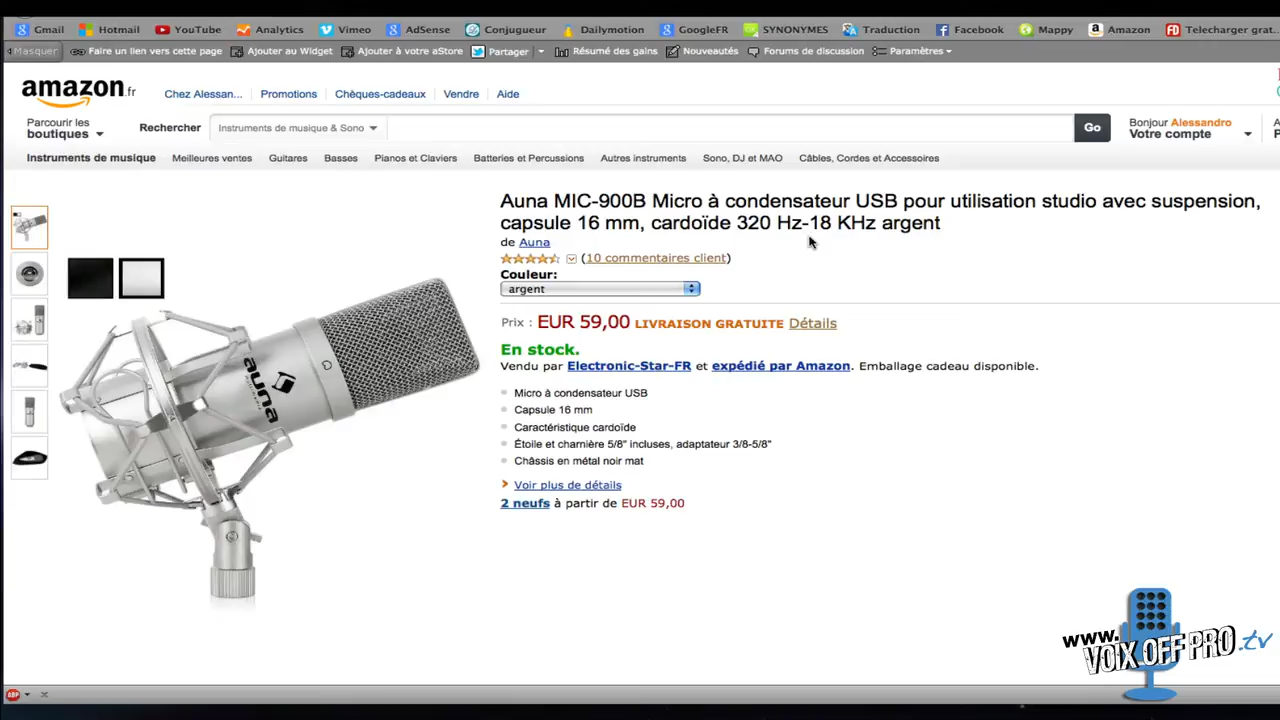 Gmail Hotmail YouTube Analytics Vimeo AdSense Conjugueur Dailymotion GoogleFR SYNONYMES Traduction Facebook Mappy Amazon Telecharger grat...
Masquer Faire un lien vers cette page Ajouter au Widget Ajouter à votre aStore Partager Résumé des gains Nouveautés Forums de discussion Paramètres
amazon.fr
Chez Alessan... Promotions Chèques-cadeaux Vendre Aide
Parcourir les
boutiques
Rechercher Instruments de musique & Sono Go
Bonjour Alessandro
Votre compte
Instruments de musique Meilleures ventes Guitares Basses Pianos et Claviers Batteries et Percussions Autres instruments Sono, DJ et MAO Câbles, Cordes et Accessoires
Auna MIC-900B Micro à condensateur USB pour utilisation studio avec suspension,
capsule 16 mm, cardoïde 320 Hz-18 KHz argent
de Auna
(10 commentaires client)
Couleur:
argent
Prix : EUR 59,00 LIVRAISON GRATUITE Détails
En stock.
Vendu par Electronic-Star-FR et expédié par Amazon. Emballage cadeau disponible.
Micro à condensateur USB
Capsule 16 mm
Caractéristique cardoïde
Étoile et charnière 5/8" incluses, adaptateur 3/8-5/8"
Châssis en métal noir mat
Voir plus de détails
2 neufs à partir de EUR 59,00
auna
www.
VOIX OFF PRO.tv
ABP